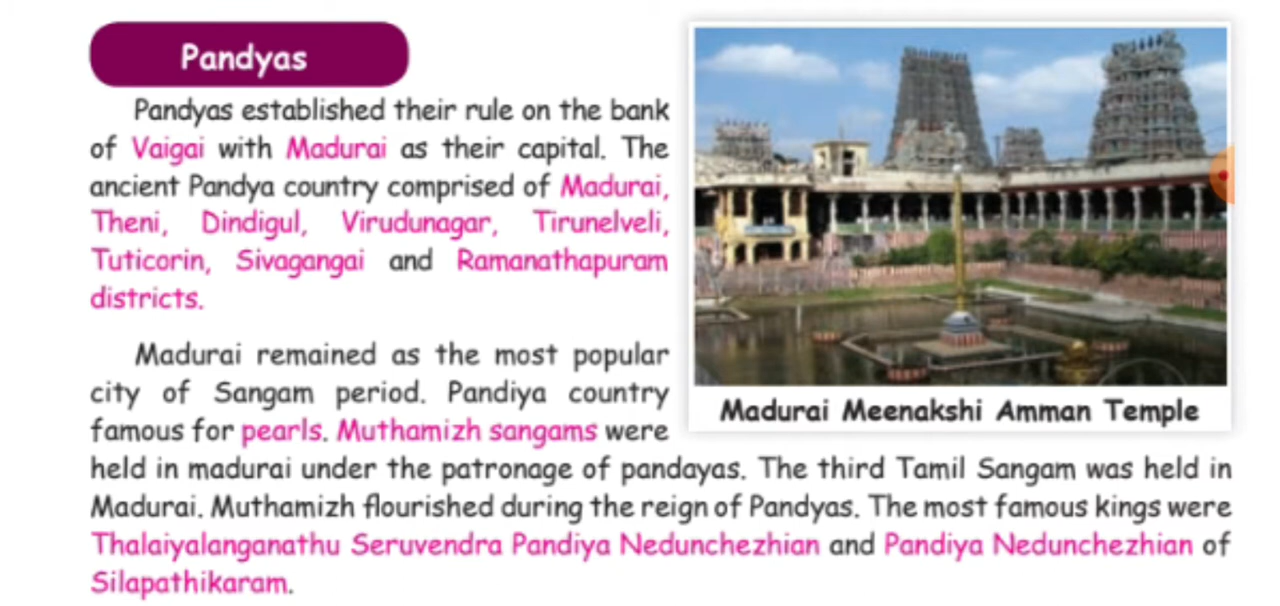 Pandyas
Pandyas established their rule on the bank
of Vaigai with Madurai as their capital. The
ancient Pandya country comprised of Madurai,
Theni, Dindigul, Virudunagar, Tirunelveli,
Tuticorin, Sivagangai and Ramanathapuram
districts.
Madurai remained as the most popular
city of Sangam period. Pandiya country
famous for pearls. Muthamizh sangams were
held in madurai under the patronage of pandayas. The third Tamil Sangam was held in
Madurai. Muthamizh flourished during the reign of Pandyas. The most famous kings were
Thalaiyalanganathu Seruvendra Pandiya Nedunchezhian and Pandiya Nedunchezhian of
Silapathikaram.
Madurai Meenakshi Amman Temple